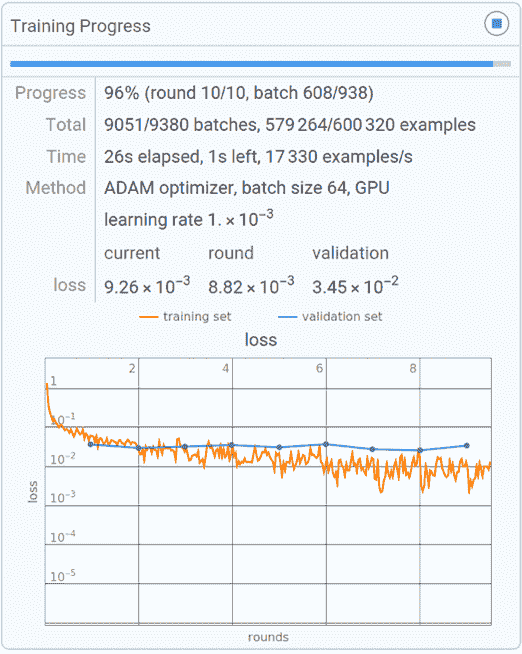 Training Progress
Progress 96% (round 10/10, batch 608/938)
Total 9051/9380 batches, 579 264/600 320 examples
Time 26s elapsed, 1s left, 17 330 examples/s
Method ADAM optimizer, batch size 64, GPU
learning rate 1. × 10⁻³
current round validation
loss 9.26 × 10⁻³ 8.82 × 10⁻³ 3.45 × 10⁻²
training set validation set
loss
2 4 6 8
1
10⁻¹
10⁻²
10⁻³
10⁻⁴
10⁻⁵
loss
rounds